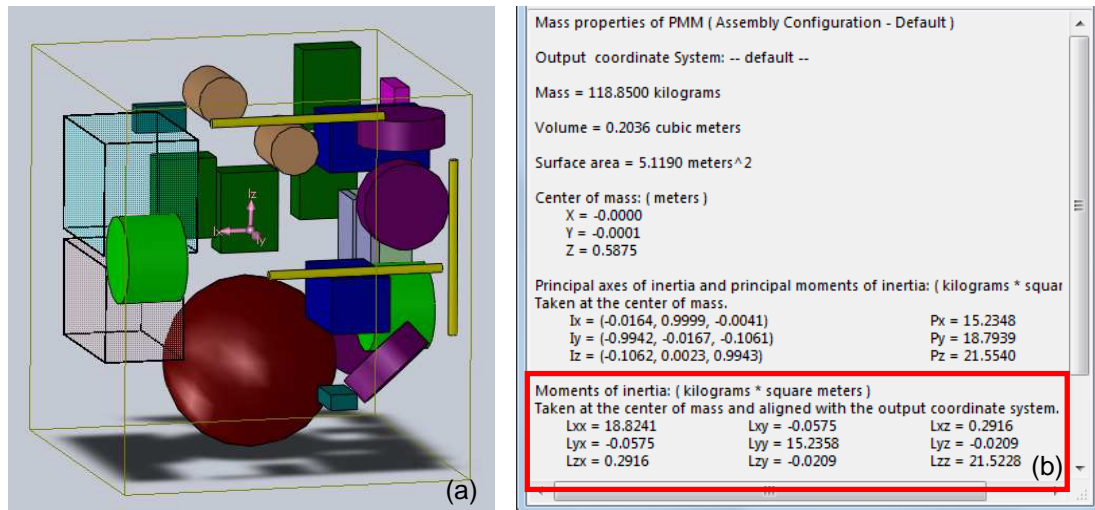 Iz
Ix
Iy
(a)
Mass properties of PMM ( Assembly Configuration - Default )
Output coordinate System: -- default --
Mass = 118.8500 kilograms
Volume = 0.2036 cubic meters
Surface area = 5.1190 meters^2
Center of mass: ( meters )
X = -0.0000
Y = -0.0001
Z = 0.5875
Principal axes of inertia and principal moments of inertia: ( kilograms * squar
Taken at the center of mass.
Ix = (-0.0164, 0.9999, -0.0041) Px = 15.2348
Iy = (-0.9942, -0.0167, -0.1061) Py = 18.7939
Iz = (-0.1062, 0.0023, 0.9943) Pz = 21.5540
Moments of inertia: ( kilograms * square meters )
Taken at the center of mass and aligned with the output coordinate system.
Lxx = 18.8241 Lxy = -0.0575 Lxz = 0.2916
Lyx = -0.0575 Lyy = 15.2358 Lyz = -0.0209
Lzx = 0.2916 Lzy = -0.0209 Lzz = 21.5228
(b)